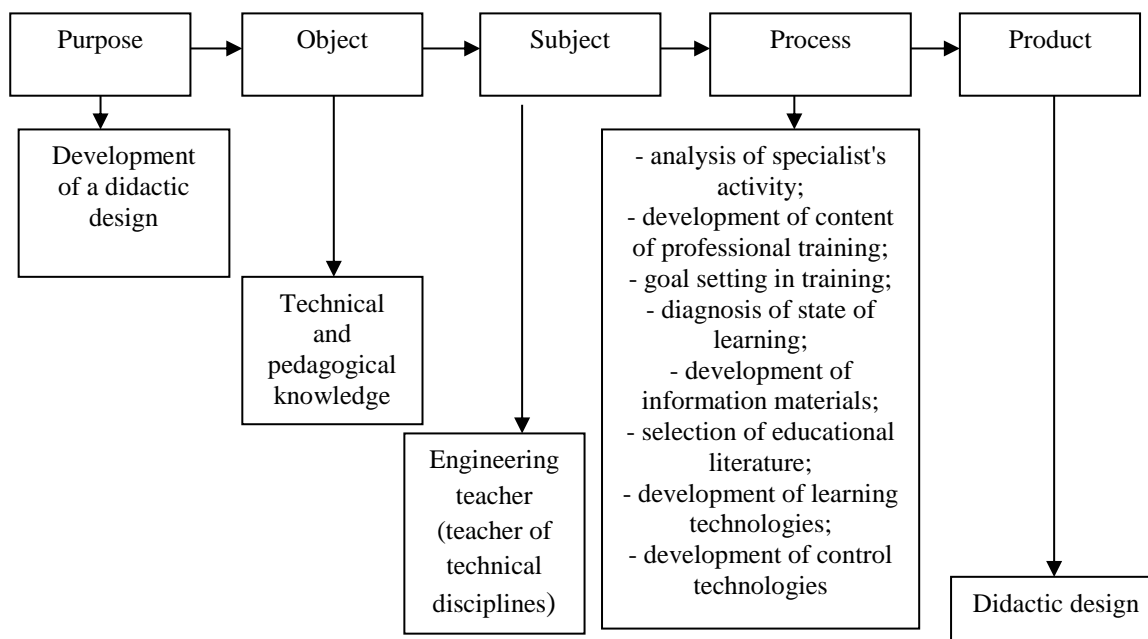 Purpose
Object
Subject
Process
Product
Development
of a didactic
design
Technical
and
pedagogical
knowledge
Engineering
teacher
(teacher of
technical
disciplines)
- analysis of specialist's
activity;
- development of content
of professional training;
- goal setting in training;
- diagnosis of state of
learning;
- development of
information materials;
- selection of educational
literature;
- development of learning
technologies;
- development of control
technologies
Didactic design